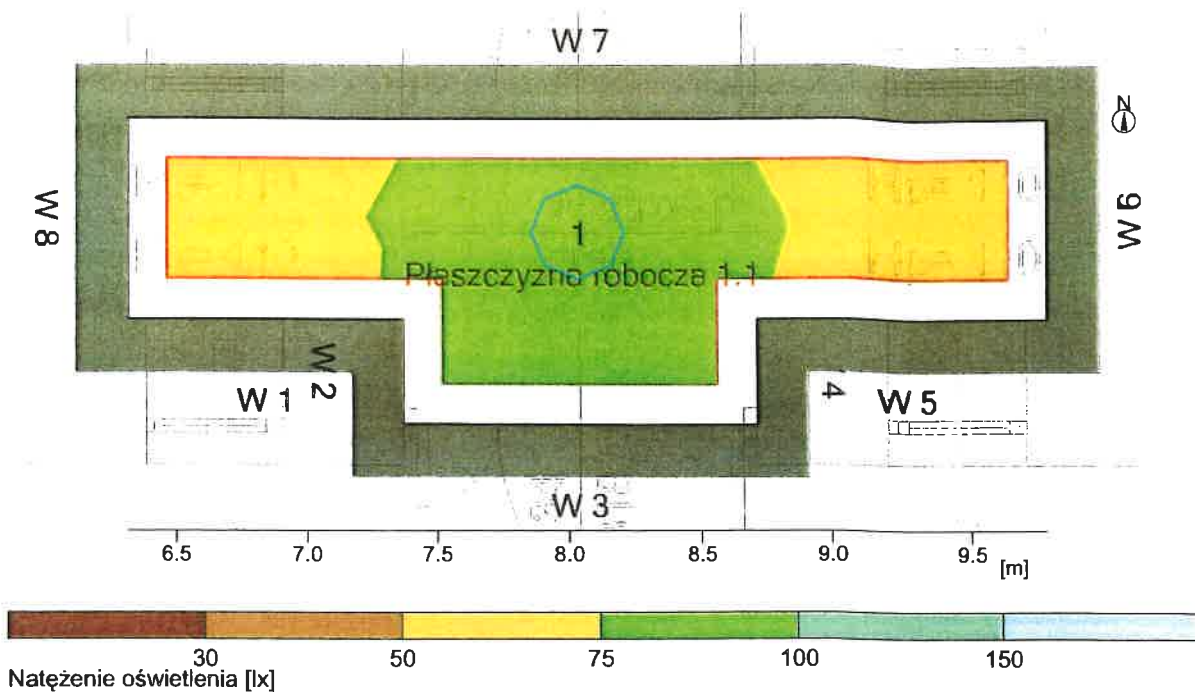 W 7
N
W 8
W 6
1
Płaszczyzna robocza 1.1
W 2
W 1
4
W 5
W 3
6.5 7.0 7.5 8.0 8.5 9.0 9.5
[m]
30 50 75 100 150
Natężenie oświetlenia [lx]